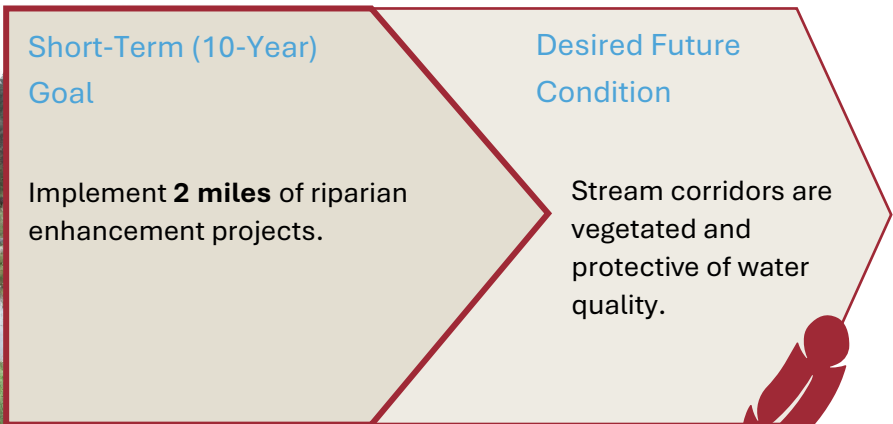 Short-Term (10-Year)
Goal
Implement 2 miles of riparian
enhancement projects.
Desired Future
Condition
Stream corridors are
vegetated and
protective of water
quality.